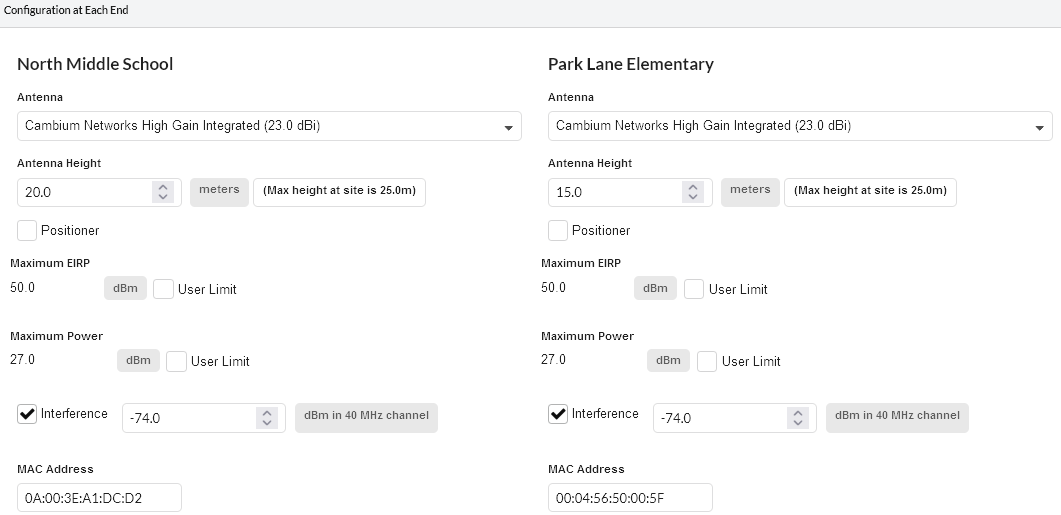 Configuration at Each End
North Middle School
Antenna
Cambium Networks High Gain Integrated (23.0 dBi)
Antenna Height
20.0 meters (Max height at site is 25.0m)
Positioner
Maximum EIRP
50.0 dBm User Limit
Maximum Power
27.0 dBm User Limit
Interference -74.0 dBm in 40 MHz channel
MAC Address
0A:00:3E:A1:DC:D2
Park Lane Elementary
Antenna
Cambium Networks High Gain Integrated (23.0 dBi)
Antenna Height
15.0 meters (Max height at site is 25.0m)
Positioner
Maximum EIRP
50.0 dBm User Limit
Maximum Power
27.0 dBm User Limit
Interference -74.0 dBm in 40 MHz channel
MAC Address
00:04:56:50:00:5F